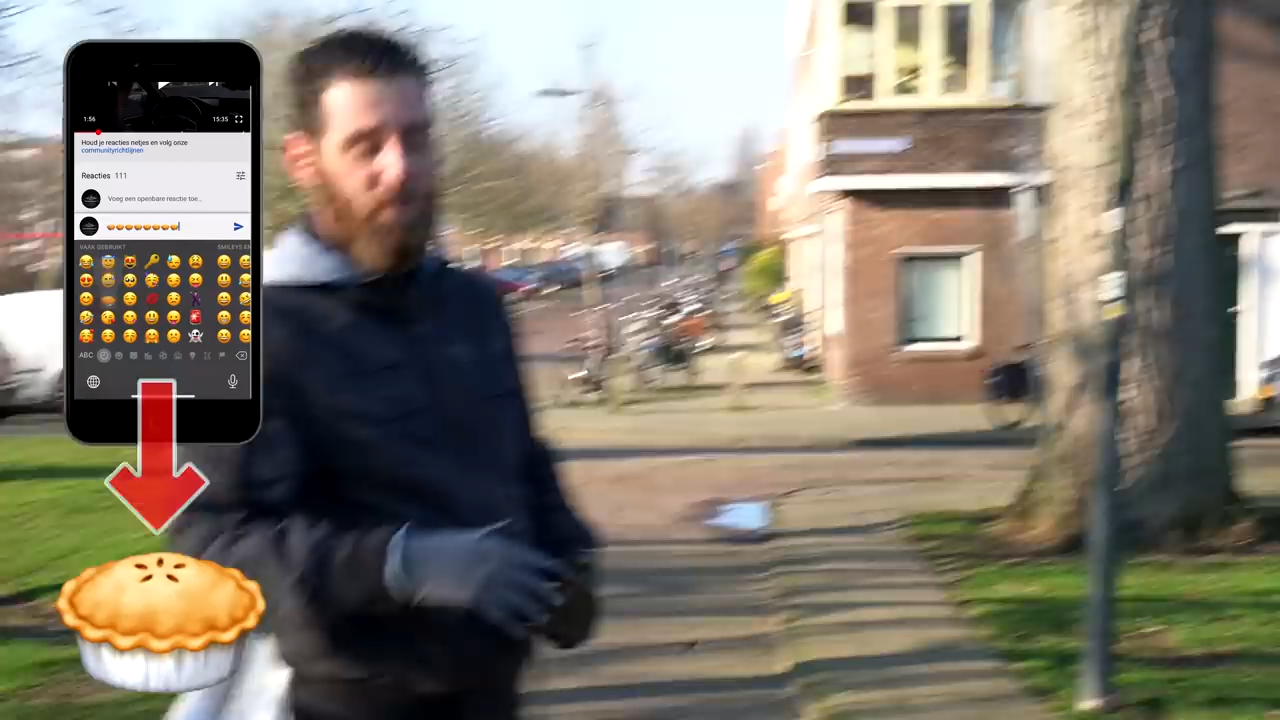 1:56
15:35
Houd je reacties netjes en volg onze
communityrichtlijnen
Reacties 111
Voeg een openbare reactie toe...
VAAK GEBRUIKT
SMILEYS EN
ABC